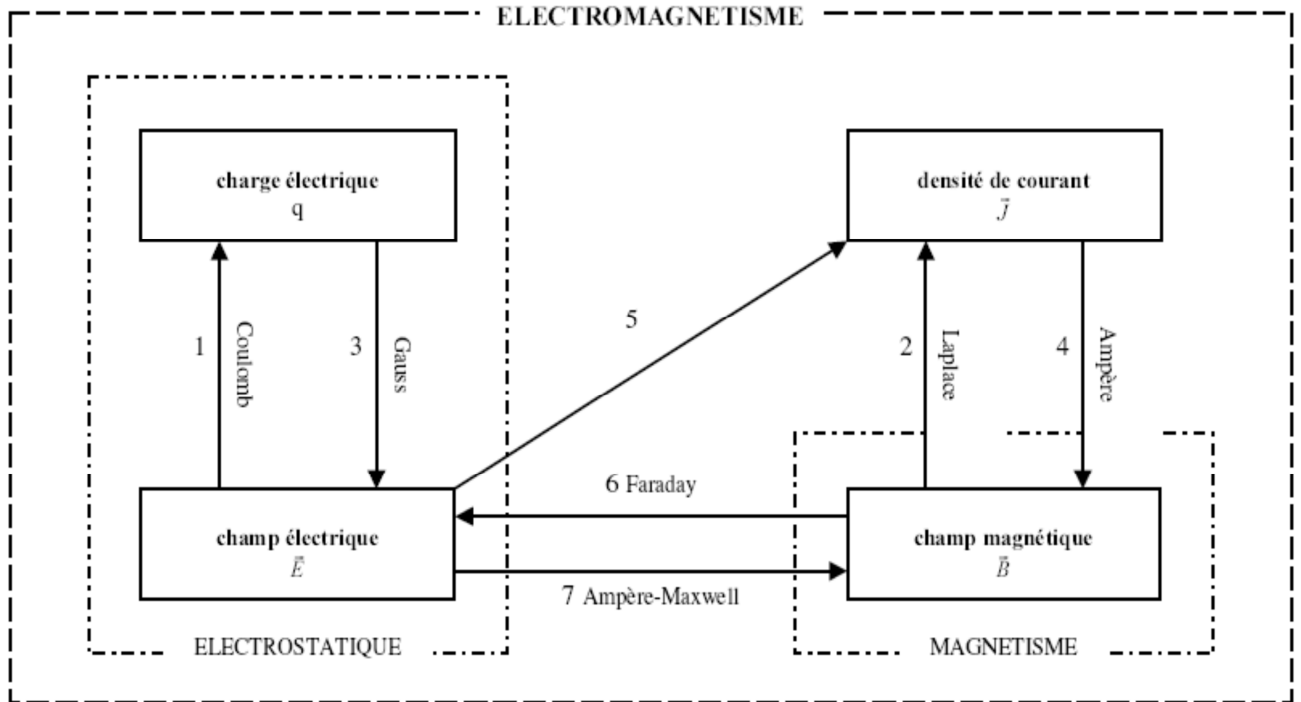 ELECTROMAGNETISME
charge électrique
q
densité de courant
J⃗
1
Coulomb
3
Gauss
5
2
Laplace
4
Ampère
6 Faraday
champ électrique
E⃗
champ magnétique
B⃗
7 Ampère-Maxwell
ELECTROSTATIQUE
MAGNETISME